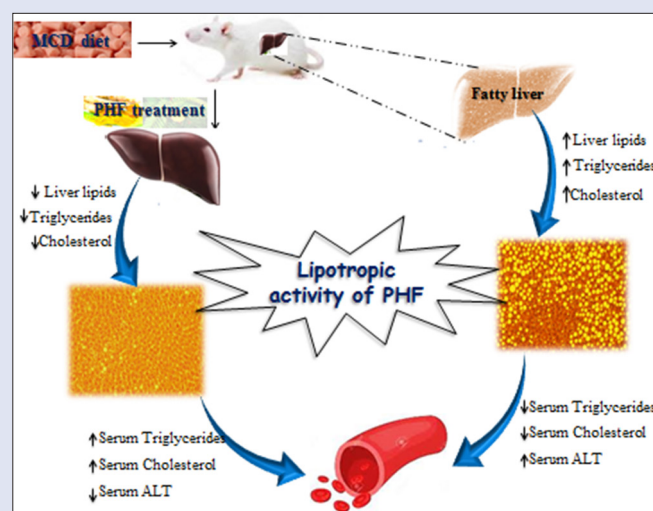 MCD diet
PHF treatment
Fatty liver
↓ Liver lipids
↓Triglycerides
↓Cholesterol
↑Liver lipids
↑Triglycerides
↑Cholesterol
Lipotropic
activity of PHF
↑Serum Triglycerides
↑Serum Cholesterol
↓ Serum ALT
↓Serum Triglycerides
↓Serum Cholesterol
↑Serum ALT